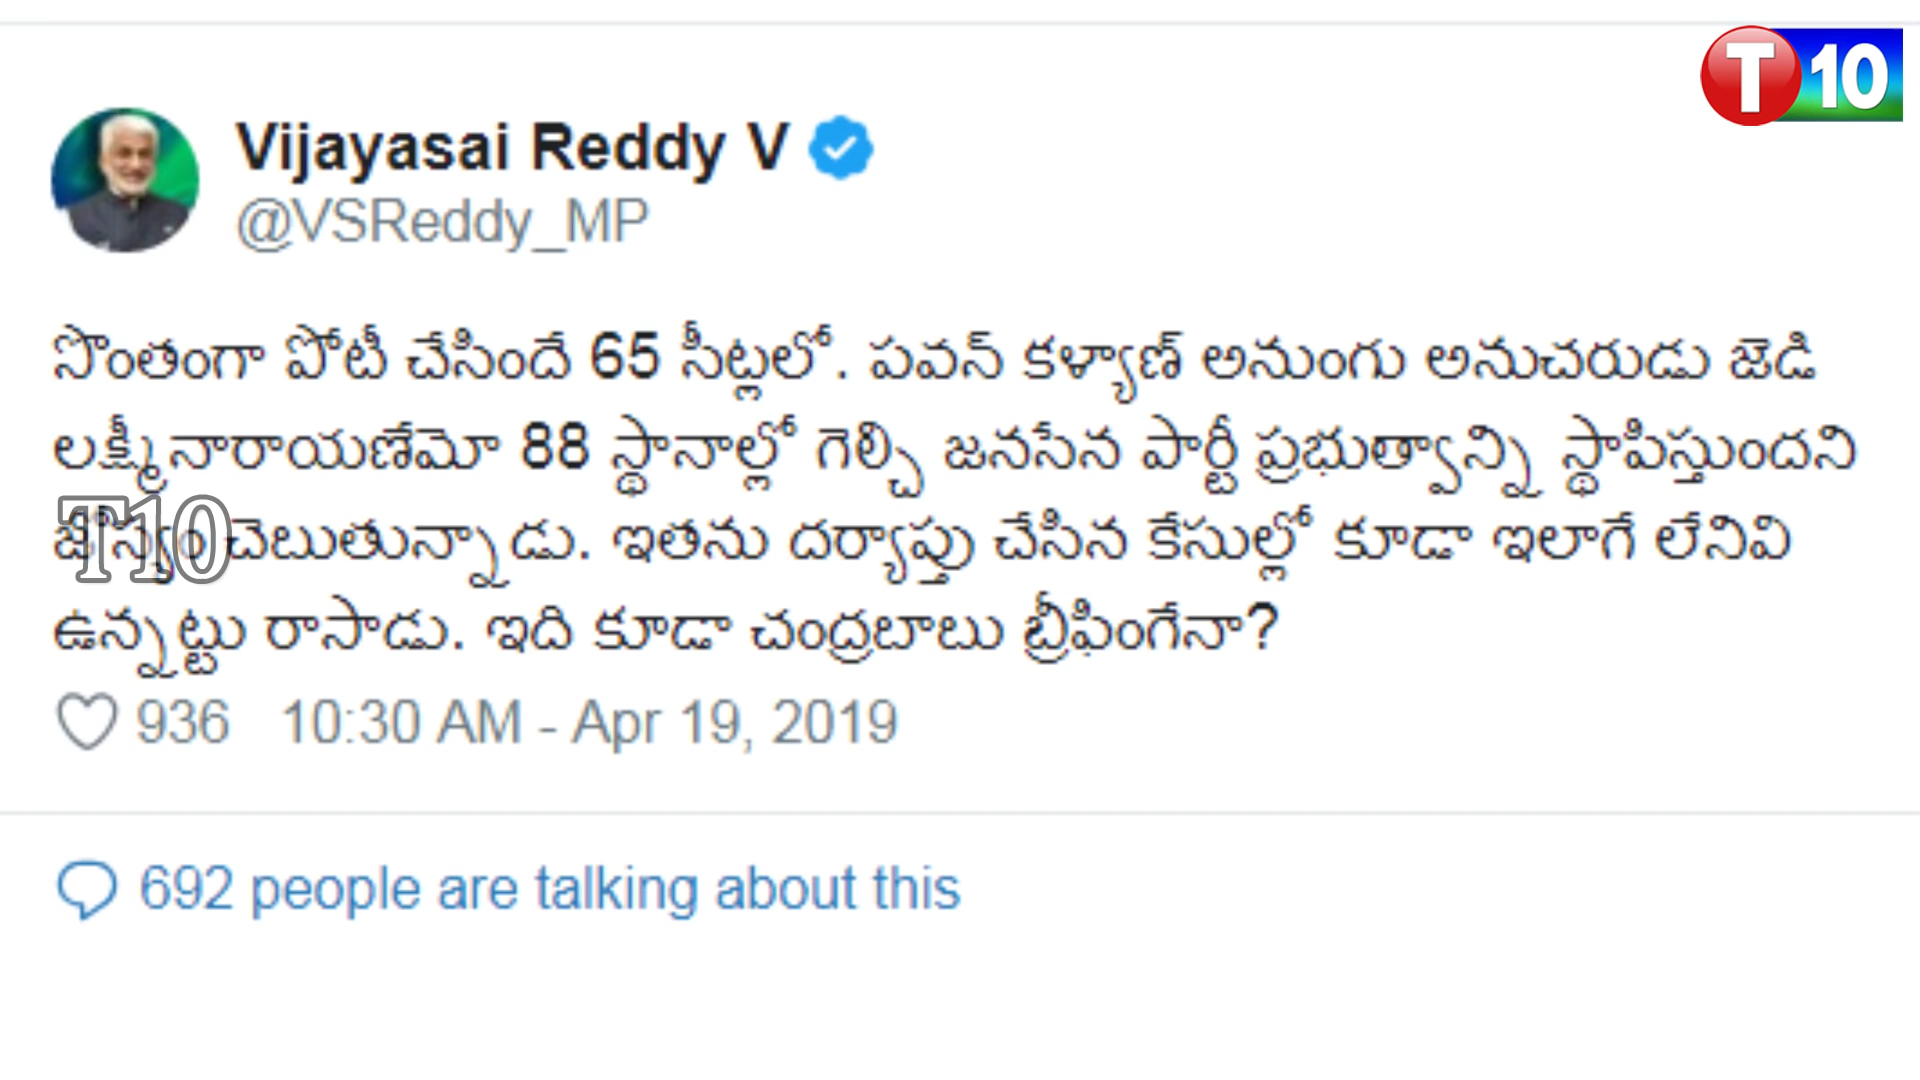 T 10
Vijayasai Reddy V
@VSReddy_MP
సొంతంగా పోటీ చేసిందే 65 సీట్లలో. పవన్ కళ్యాణ్ అనుంగు అనుచరుడు జెడి
లక్ష్మీనారాయణేమో 88 స్థానాల్లో గెల్చి జనసేన పార్టీ ప్రభుత్వాన్ని స్థాపిస్తుందని
T10
చెబుతున్నాడు. ఇతను దర్యాప్తు చేసిన కేసుల్లో కూడా ఇలాగే లేనివి
ఉన్నట్టు రాసాడు. ఇది కూడా చంద్రబాబు బ్రీఫింగేనా?
936 10:30 AM - Apr 19, 2019
692 people are talking about this